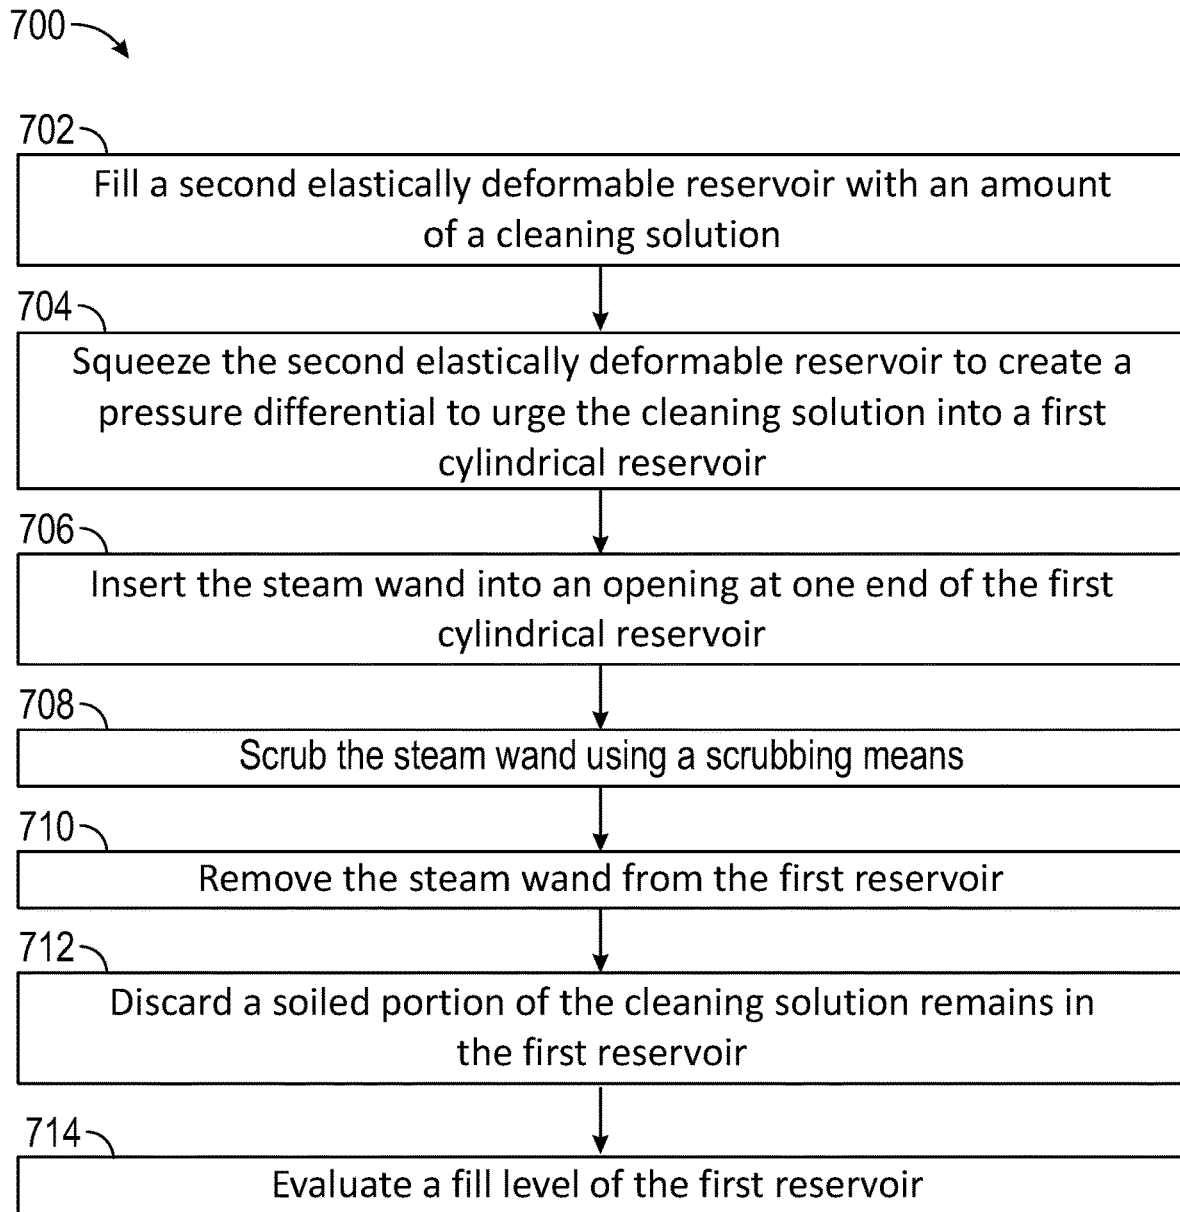 700
702
Fill a second elastically deformable reservoir with an amount
of a cleaning solution
704
Squeeze the second elastically deformable reservoir to create a
pressure differential to urge the cleaning solution into a first
cylindrical reservoir
706
Insert the steam wand into an opening at one end of the first
cylindrical reservoir
708
Scrub the steam wand using a scrubbing means
710
Remove the steam wand from the first reservoir
712
Discard a soiled portion of the cleaning solution remains in
the first reservoir
714
Evaluate a fill level of the first reservoir